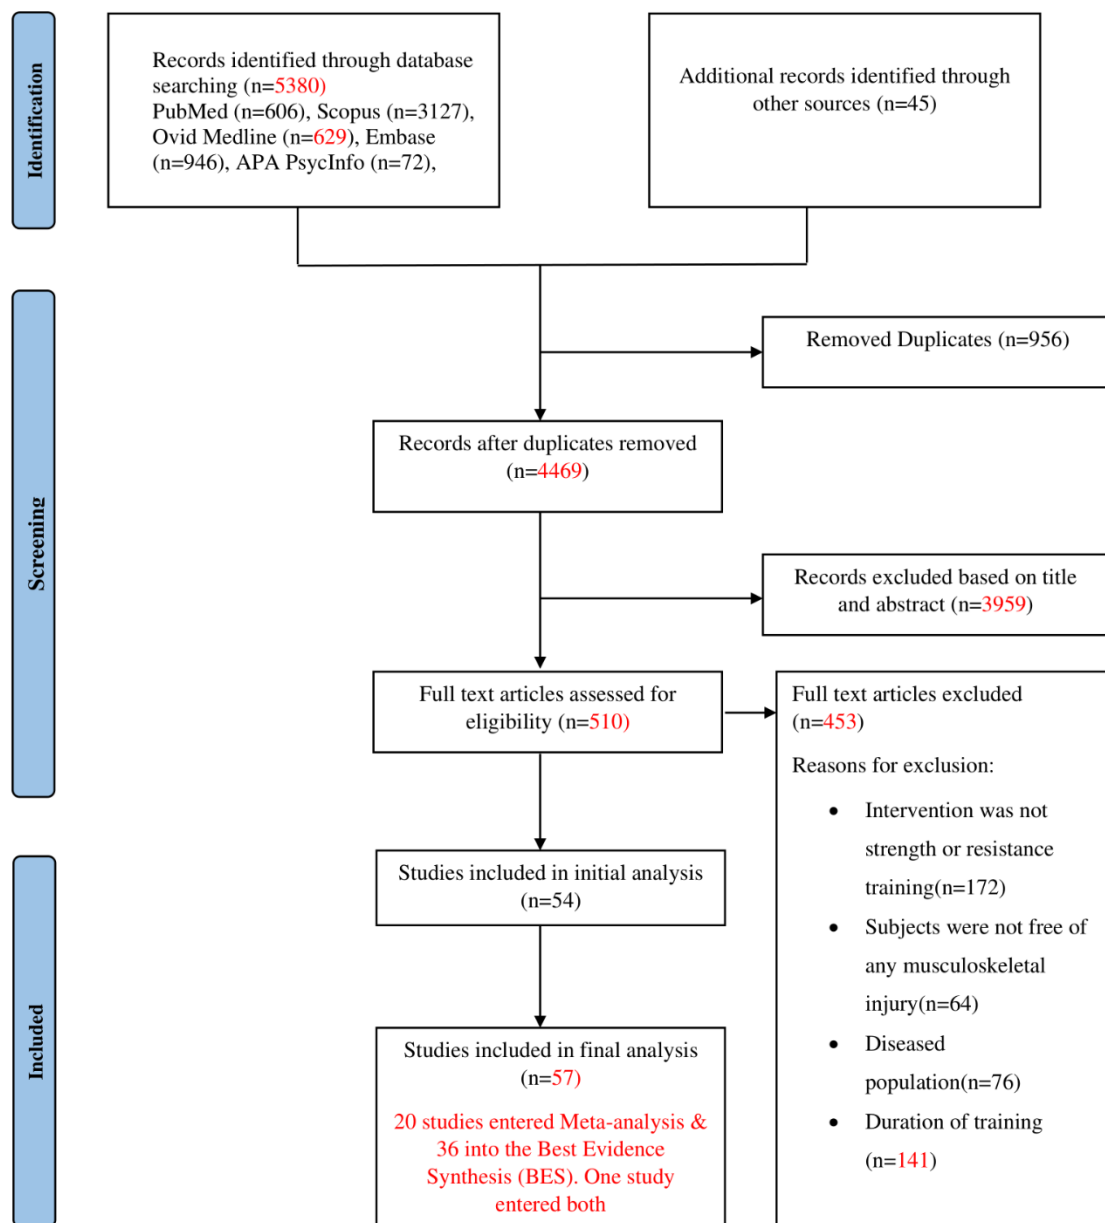 Identification
Records identified through database
searching (n=5380)
PubMed (n=606), Scopus (n=3127),
Ovid Medline (n=629), Embase
(n=946), APA PsycInfo (n=72),
Additional records identified through
other sources (n=45)
Screening
Removed Duplicates (n=956)
Records after duplicates removed
(n=4469)
Records excluded based on title
and abstract (n=3959)
Full text articles assessed for
eligibility (n=510)
Full text articles excluded
(n=453)
Reasons for exclusion:
• Intervention was not
strength or resistance
training(n=172)
• Subjects were not free of
any musculoskeletal
injury(n=64)
• Diseased
population(n=76)
• Duration of training
(n=141)
Included
Studies included in initial analysis
(n=54)
Studies included in final analysis
(n=57)
20 studies entered Meta-analysis &
36 into the Best Evidence
Synthesis (BES). One study
entered both